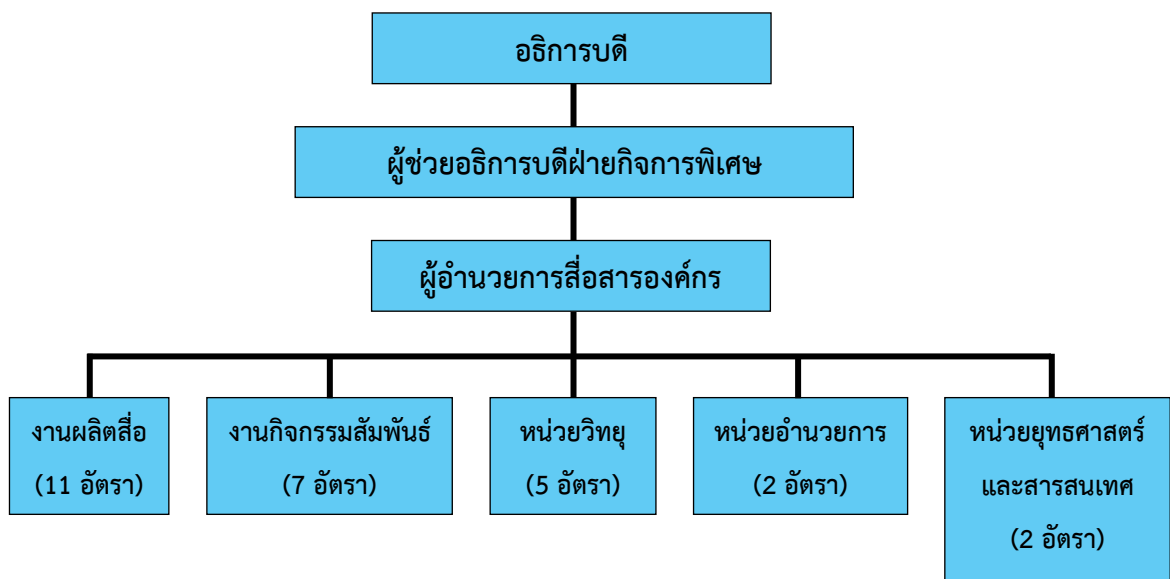 อธิการบดี
ผู้ช่วยอธิการบดีฝ่ายกิจการพิเศษ
ผู้อำนวยการสื่อสารองค์กร
งานผลิตสื่อ
(11 อัตรา)
งานกิจกรรมสัมพันธ์
(7 อัตรา)
หน่วยวิทยุ
(5 อัตรา)
หน่วยอำนวยการ
(2 อัตรา)
หน่วยยุทธศาสตร์
และสารสนเทศ
(2 อัตรา)